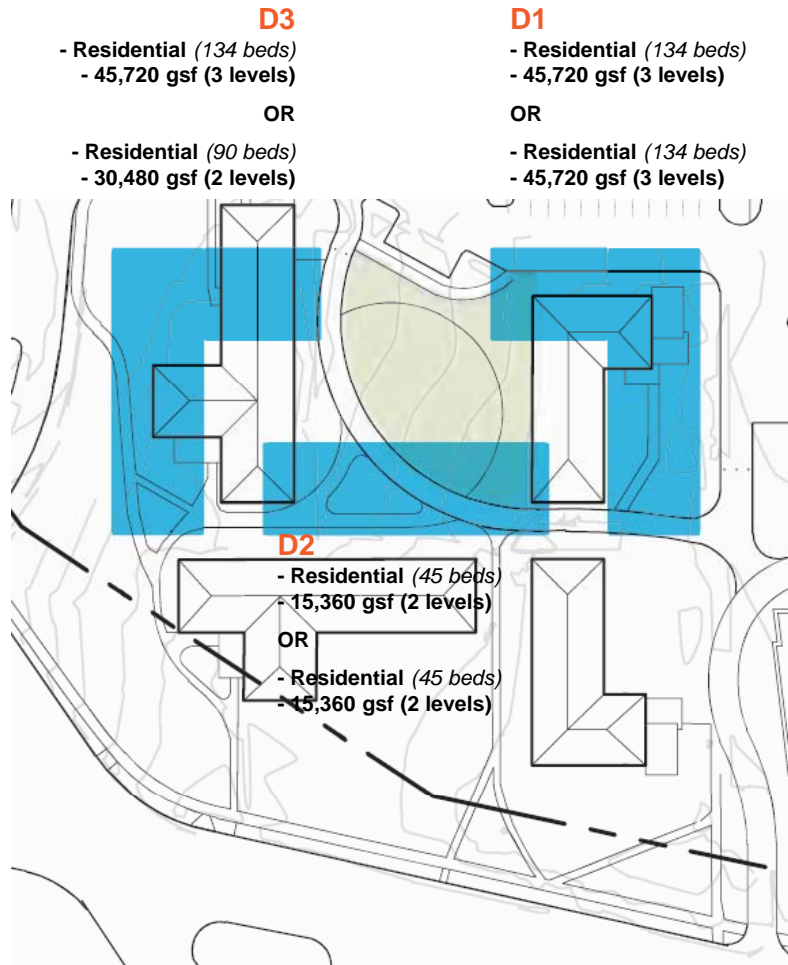 D3
- Residential (134 beds)
- 45,720 gsf (3 levels)
OR
- Residential (90 beds)
- 30,480 gsf (2 levels)
D1
- Residential (134 beds)
- 45,720 gsf (3 levels)
OR
- Residential (134 beds)
- 45,720 gsf (3 levels)
D2
- Residential (45 beds)
- 15,360 gsf (2 levels)
OR
- Residential (45 beds)
- 15,360 gsf (2 levels)